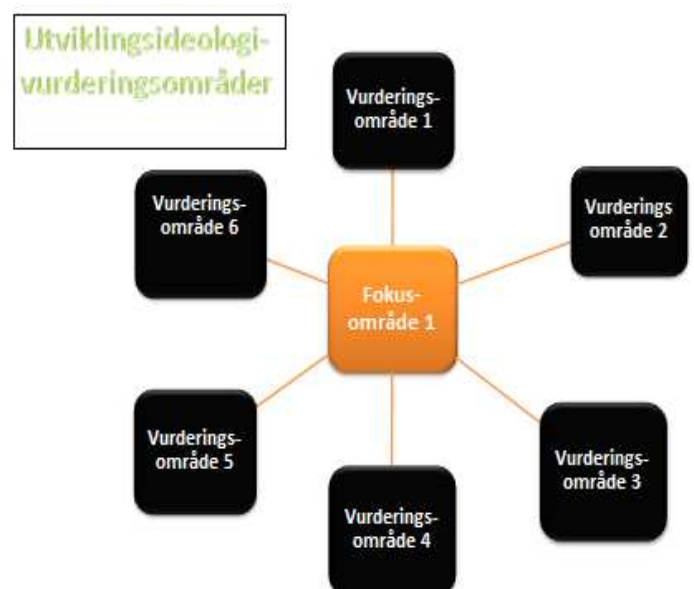 Utviklingsideologi-
vurderingsområder
Vurderings-
område 1
Vurderings-
område 6
Vurderings
område 2
Fokus-
område 1
Vurderings-
område 5
Vurderings-
område 3
Vurderings-
område 4